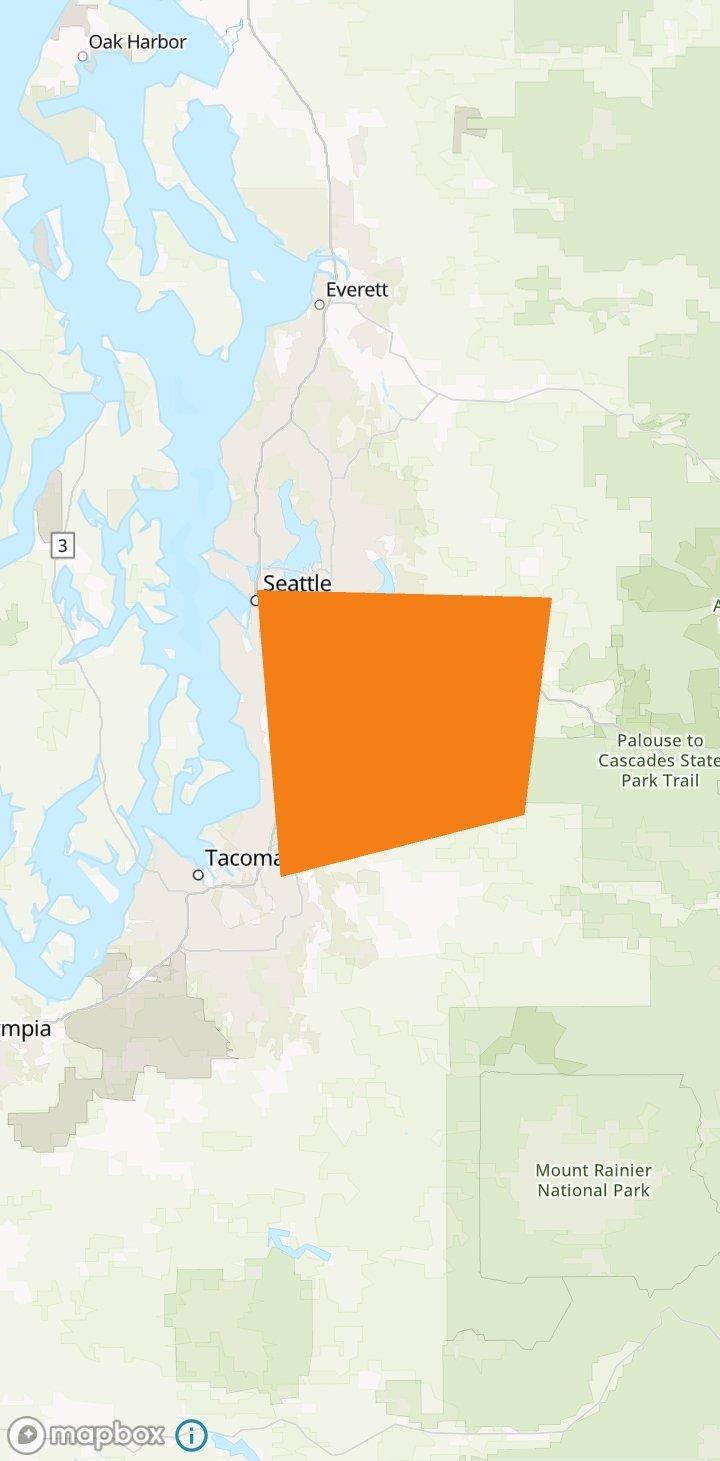 Oak Harbor
Everett
3
Seattle
A
Palouse to
Cascades State
Park Trail
Tacoma
mpia
Mount Rainier
National Park
mapbox
i